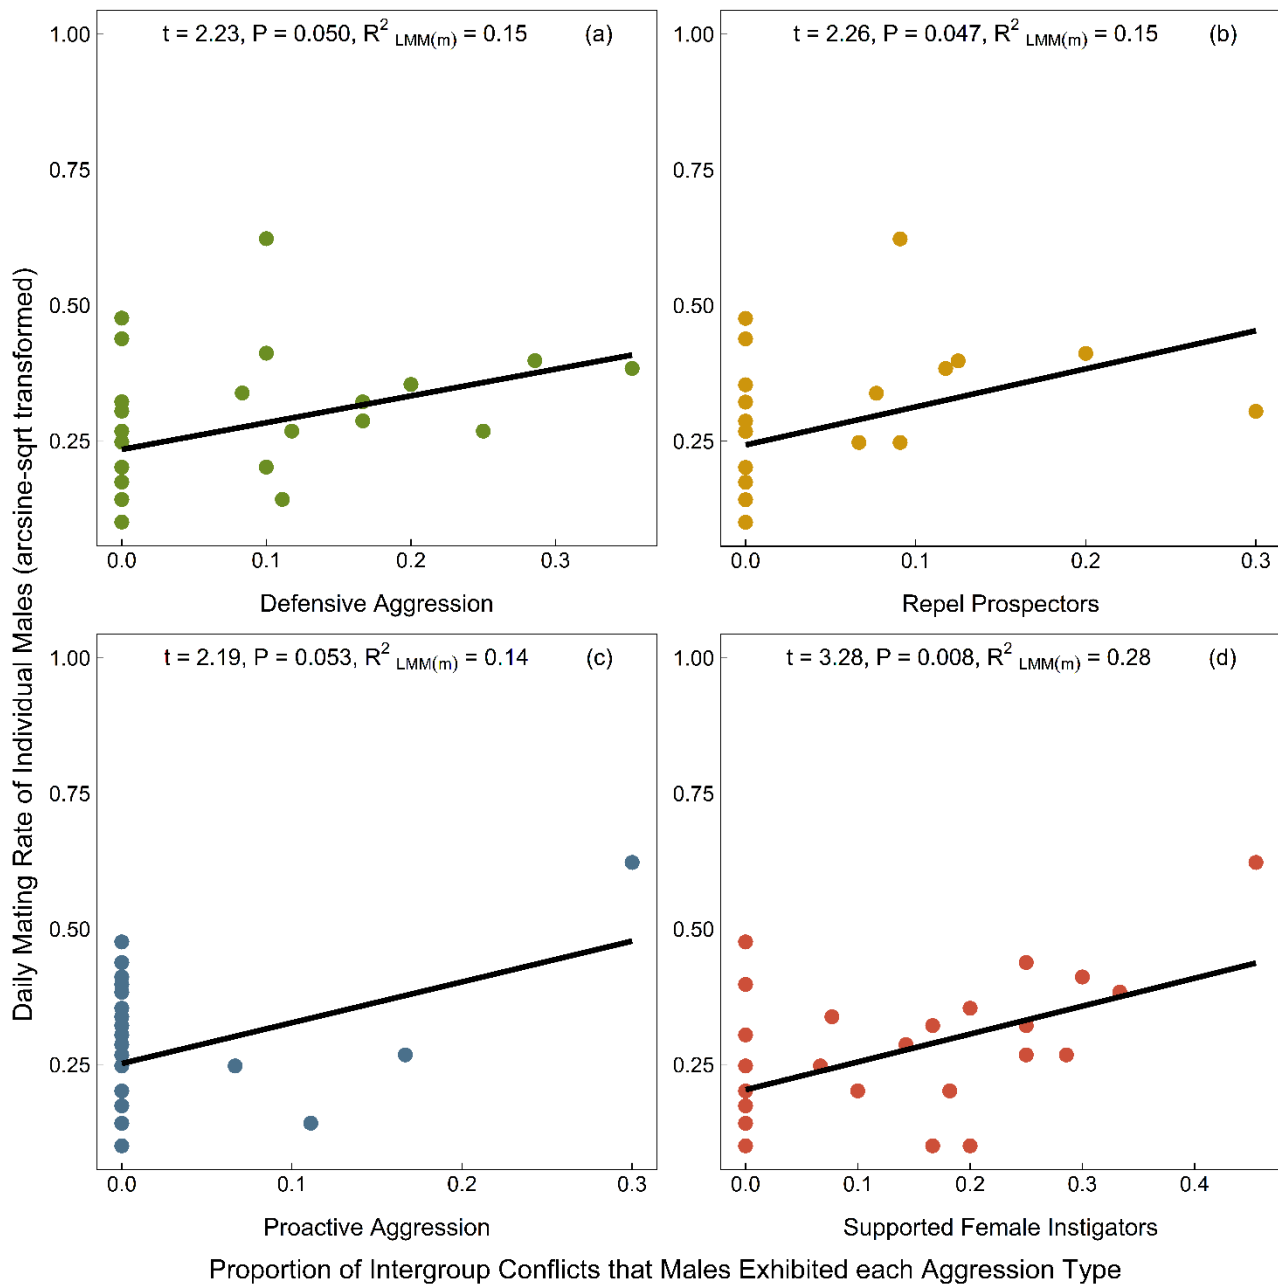 t = 2.23, P = 0.050, R² LMM(m) = 0.15 (a)
1.00
0.75
0.50
0.25
0.0 0.1 0.2 0.3
Defensive Aggression
t = 2.26, P = 0.047, R² LMM(m) = 0.15 (b)
1.00
0.75
0.50
0.25
0.0 0.1 0.2 0.3
Repel Prospectors
Daily Mating Rate of Individual Males (arcsine-sqrt transformed)
t = 2.19, P = 0.053, R² LMM(m) = 0.14 (c)
1.00
0.75
0.50
0.25
0.0 0.1 0.2 0.3
Proactive Aggression
t = 3.28, P = 0.008, R² LMM(m) = 0.28 (d)
1.00
0.75
0.50
0.25
0.0 0.1 0.2 0.3 0.4
Supported Female Instigators
Proportion of Intergroup Conflicts that Males Exhibited each Aggression Type